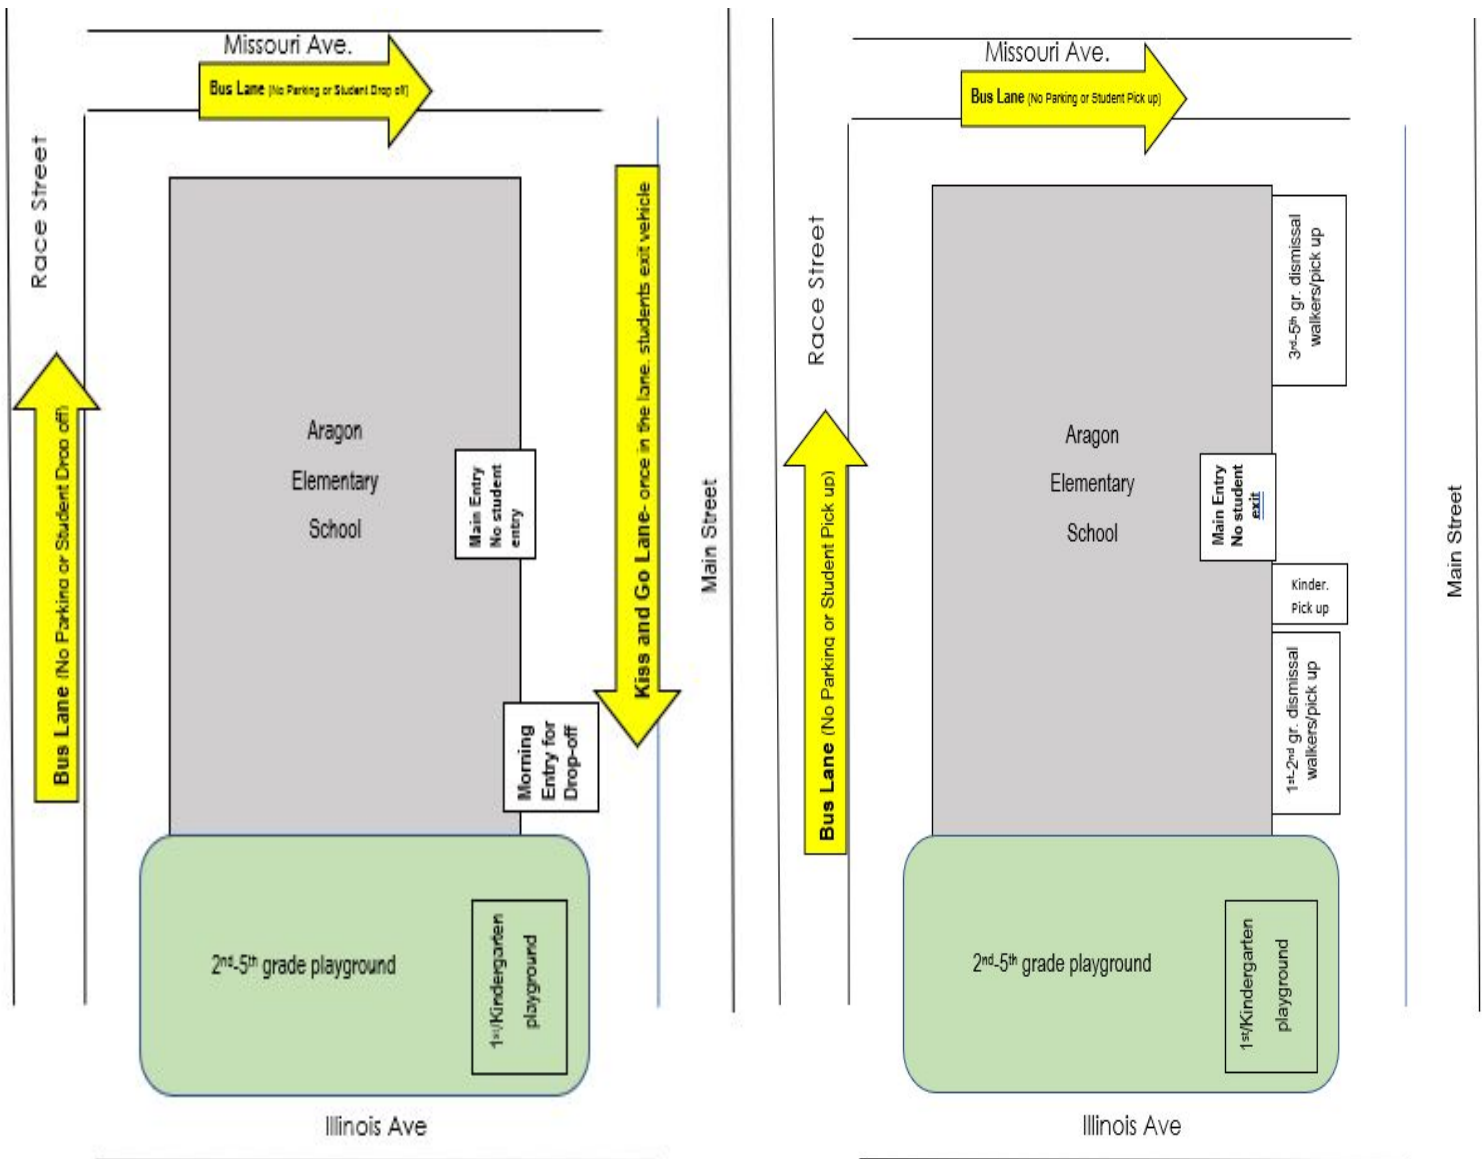 Missouri Ave.
Bus Lane (No Parking or Student Drop off)
Race Street
Bus Lane (No Parking or Student Drop off)
Aragon
Elementary
School
Main Entry
No student
entry
Kiss and Go Lane- once in the lane, students exit vehicle
Main Street
Morning
Entry for
Drop-off
2nd-5th grade playground
1st/Kindergarten
playground
Illinois Ave
Missouri Ave.
Bus Lane (No Parking or Student Pick up)
Race Street
Bus Lane (No Parking or Student Pick up)
Aragon
Elementary
School
3rd-5th gr. dismissal
walkers/pick up
Main Entry
No student
exit
Kinder.
Pick up
1st-2nd gr. dismissal
walkers/pick up
Main Street
2nd-5th grade playground
1st/Kindergarten
playground
Illinois Ave